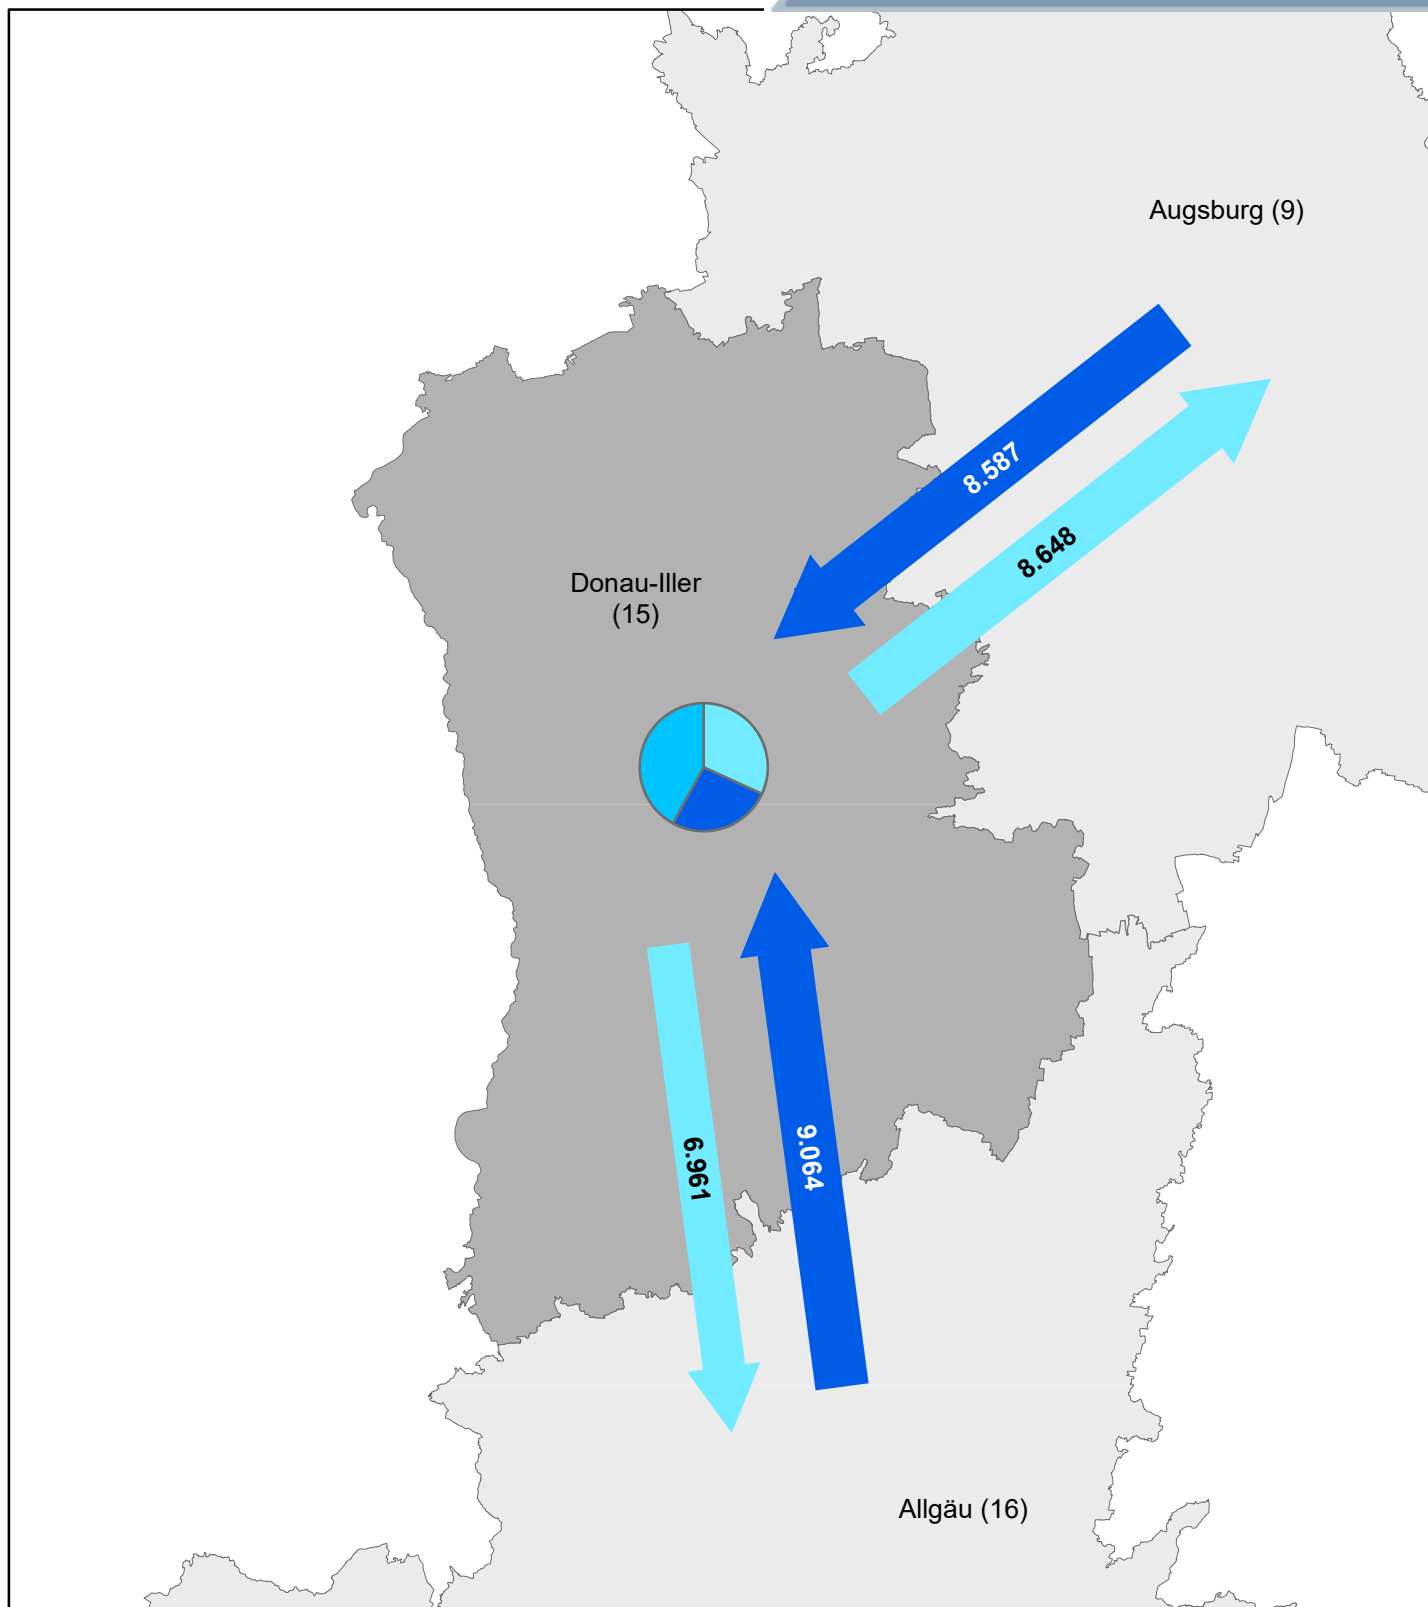 Augsburg (9)
8.587
8.648
Donau-Iller
(15)
6.961
9.064
Allgäu (16)